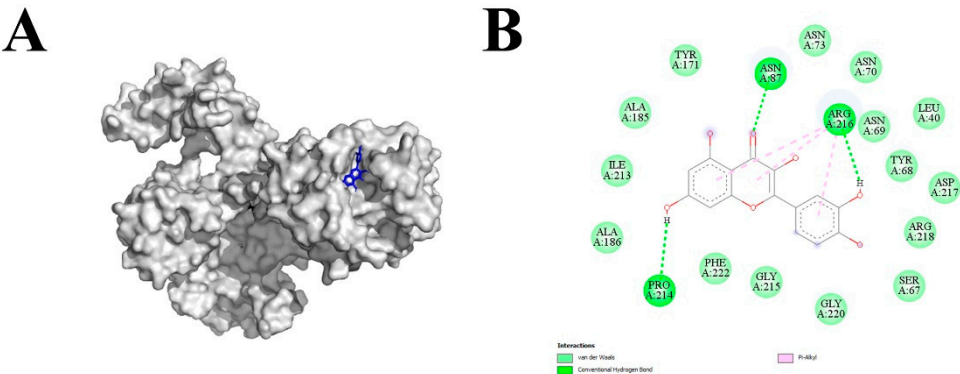 A
B
TYR
A:171
ASN
A:87
ASN
A:73
ASN
A:70
ALA
A:185
ARG
A:216
ASN
A:69
LEU
A:40
ILE
A:213
TYR
A:68
ASP
A:217
H
H
ALA
A:186
ARG
A:218
PRO
A:214
PHE
A:222
GLY
A:215
GLY
A:220
SER
A:67
Interactions
van der Waals
Conventional Hydrogen Bond
Pi-Alkyl